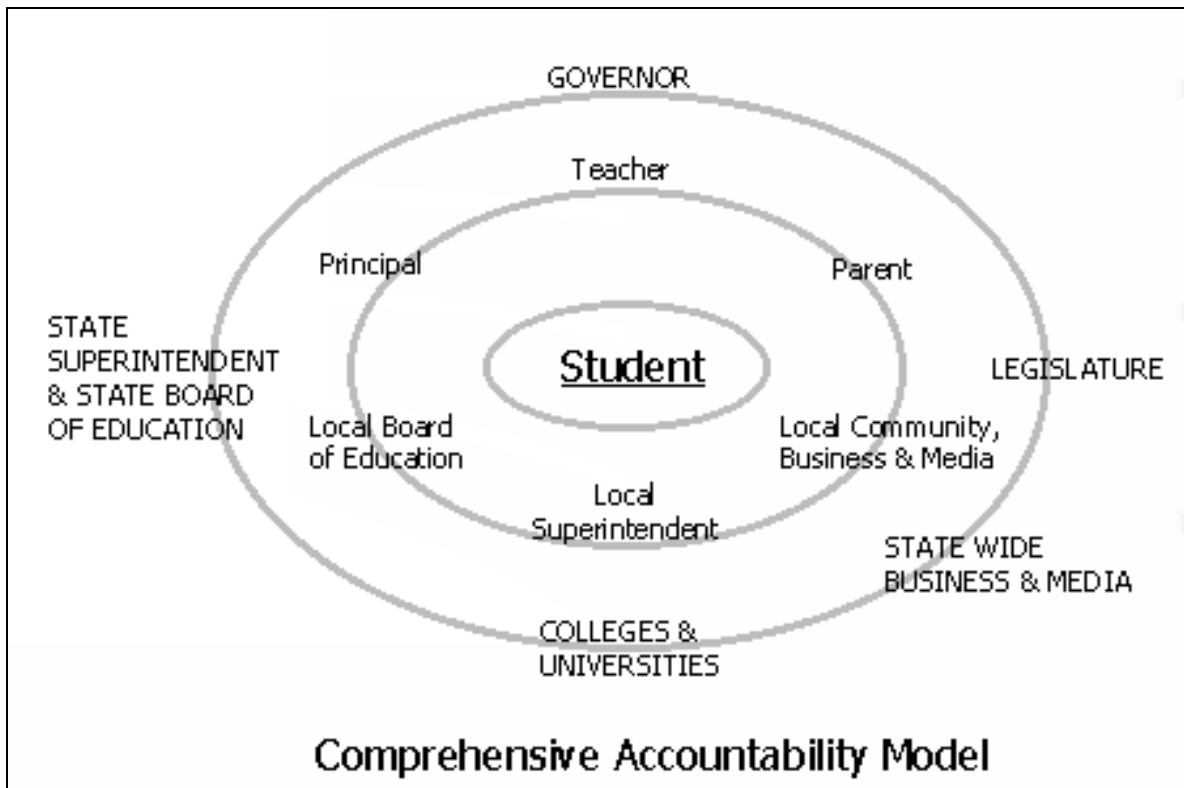 GOVERNOR
Teacher
Principal
Parent
STATE
SUPERINTENDENT
& STATE BOARD
OF EDUCATION
Student
LEGISLATURE
Local Board
of Education
Local Community,
Business & Media
Local
Superintendent
STATE WIDE
BUSINESS & MEDIA
COLLEGES &
UNIVERSITIES
Comprehensive Accountability Model